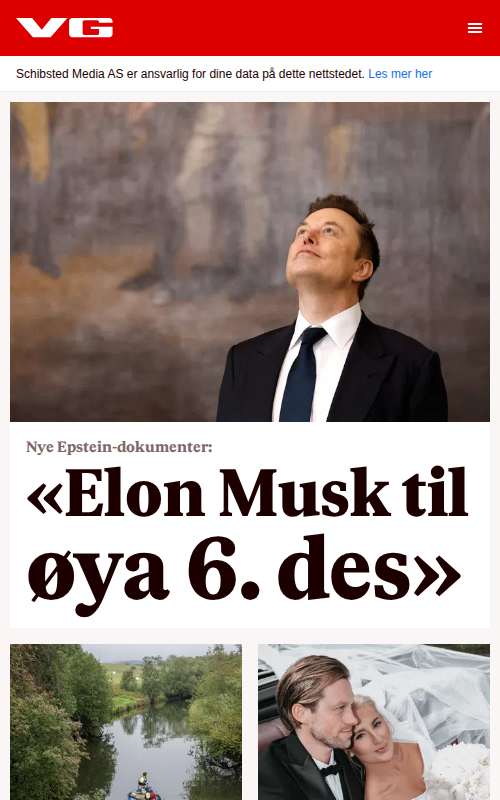 VG
Schibsted Media AS er ansvarlig for dine data på dette nettstedet. Les mer her
Nye Epstein-dokumenter:
«Elon Musk til
øya 6. des»